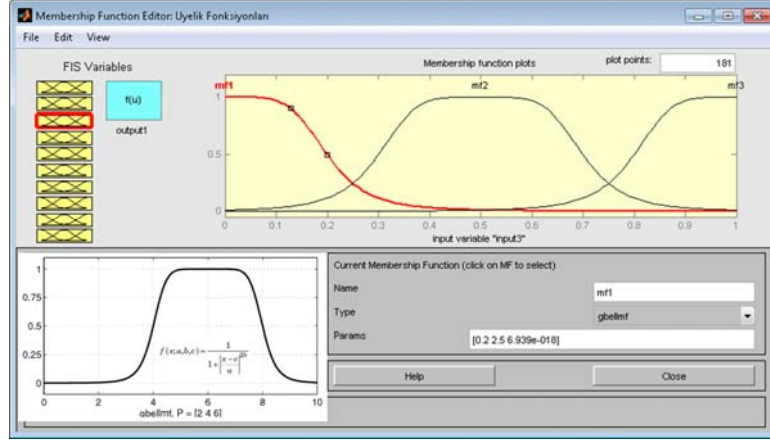 Membership Function Editor: Uyelik Fonksiyonları
File Edit View
FIS Variables
f(u)
output1
Membership function plots
plot points:
181
mf1
mf2
mf3
1
0.5
0
0 0.1 0.2 0.3 0.4 0.5 0.6 0.7 0.8 0.9 1
input variable "input3"
1
0.75
0.5
0.25
0
f(x;a,b,c) = 1
1+|x-c
a|2b
0 2 4 6 8 10
gbellmf, P = [2 4 6]
Current Membership Function (click on MF to select)
Name
mf1
Type
gbellmf
Params
[0.2 2.5 6.939e-018]
Help
Close